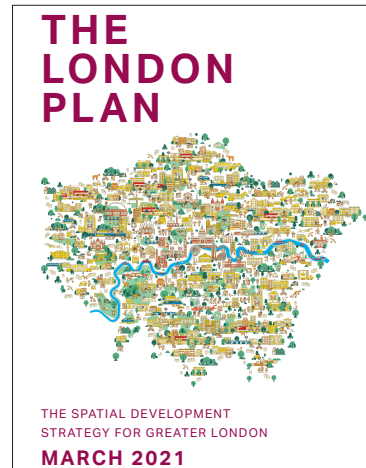 THE
LONDON
PLAN
THE SPATIAL DEVELOPMENT
STRATEGY FOR GREATER LONDON
MARCH 2021